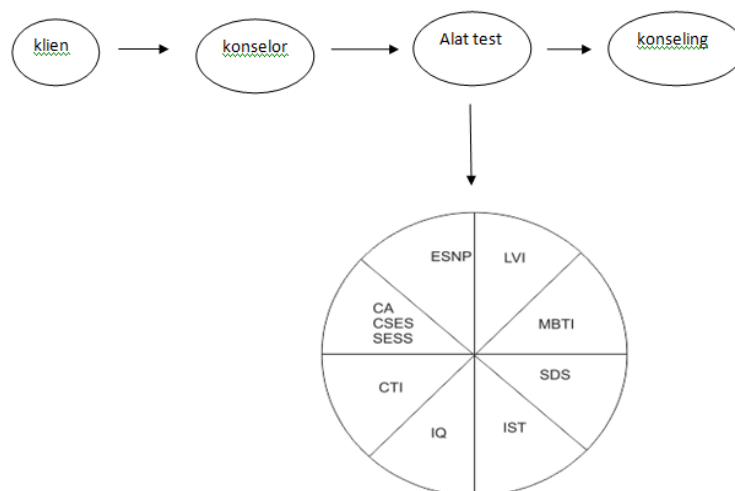 klien
konselor
Alat test
konseling
ESNP
LVI
CA
CSES
SESS
MBTI
CTI
SDS
IQ
IST